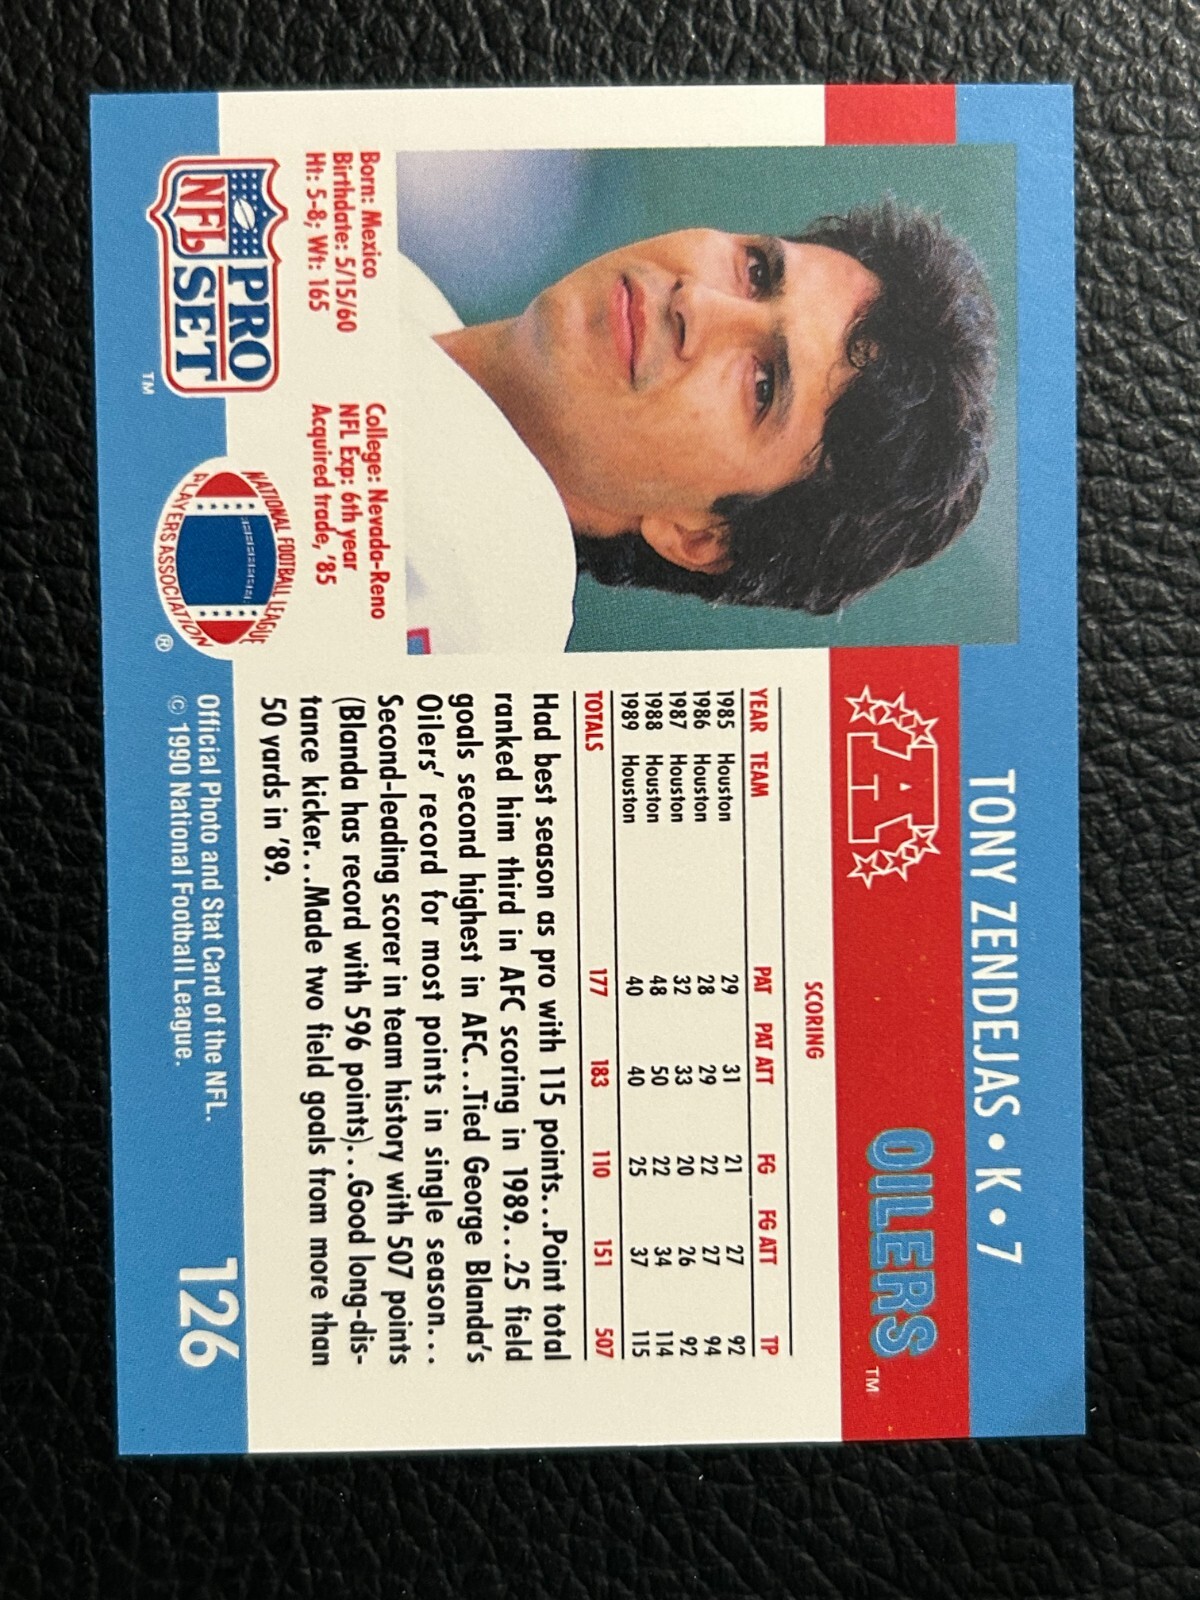 TONY ZENDEJAS • K • 7
A
OILERS™
SCORING
YEAR TEAM PAT PAT ATT FG FG ATT TP
1985 Houston 29 31 21 27 92
1986 Houston 28 29 22 27 94
1987 Houston 32 33 20 26 92
1988 Houston 48 50 22 34 114
1989 Houston 40 40 25 37 115
TOTALS 177 183 110 151 507
Had best season as pro with 115 points...Point total
ranked him third in AFC scoring in 1989...25 field
goals second highest in AFC...Tied George Blanda's
Oilers' record for most points in single season...
Second-leading scorer in team history with 507 points
(Blanda has record with 596 points)...Good long-dis-
tance kicker...Made two field goals from more than
50 yards in '89.
Born: Mexico
Birthdate: 5/15/60
Ht: 5-8; Wt: 165
College: Nevada-Reno
NFL Exp: 6th year
Acquired trade, '85
PRO
NFL SET
™
NATIONAL FOOTBALL LEAGUE
PLAYERS ASSOCIATION
®
Official Photo and Stat Card of the NFL.
© 1990 National Football League.
126